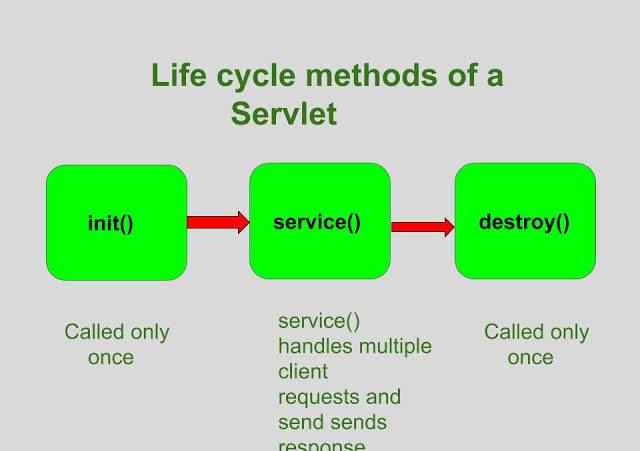 Life cycle methods of a
Servlet
init()
service()
destroy()
Called only
once
service()
handles multiple
client
requests and
send sends
response
Called only
once